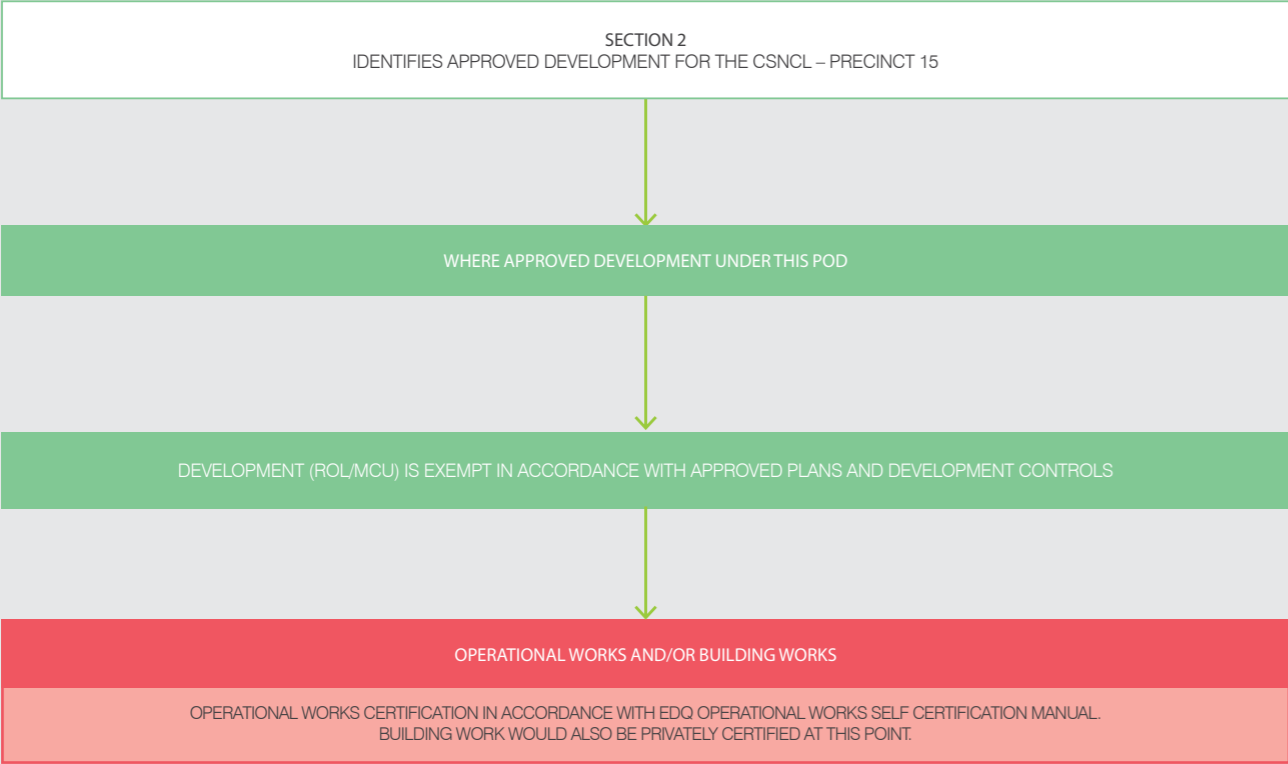 SECTION 2
IDENTIFIES APPROVED DEVELOPMENT FOR THE CSNCL – PRECINCT 15
WHERE APPROVED DEVELOPMENT UNDER THIS POD
DEVELOPMENT (ROL/MCU) IS EXEMPT IN ACCORDANCE WITH APPROVED PLANS AND DEVELOPMENT CONTROLS
OPERATIONAL WORKS AND/OR BUILDING WORKS
OPERATIONAL WORKS CERTIFICATION IN ACCORDANCE WITH EDQ OPERATIONAL WORKS SELF CERTIFICATION MANUAL.
BUILDING WORK WOULD ALSO BE PRIVATELY CERTIFIED AT THIS POINT.